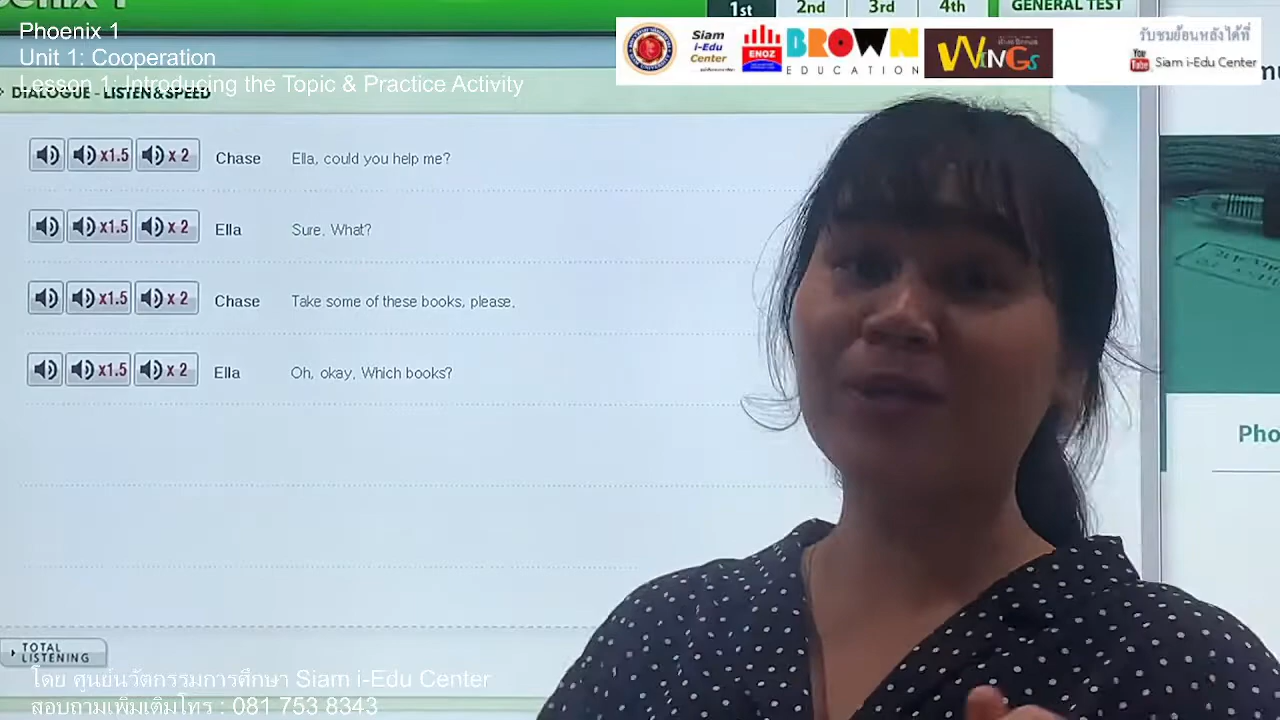 1st 2nd 3rd 4th GENERAL TEST
Phoenix 1
Unit 1: Cooperation
Lesson 1: Introducing the Topic & Practice Activity
DIALOGUE - LISTEN&SPEED
Siam
i-Edu
Center
ENOZ
BROWN
EDUCATION
WiNGS
รับชมย้อนหลังได้ที่
You
Tube
Siam i-Edu Center
x1.5 x 2 Chase Ella, could you help me?
x1.5 x 2 Ella Sure. What?
x1.5 x 2 Chase Take some of these books, please.
x1.5 x 2 Ella Oh, okay. Which books?
Pho
TOTAL
LISTENING
โดย ศูนย์นวัตกรรมการศึกษา Siam i-Edu Center
สอบถามเพิ่มเติมโทร : 081 753 8343